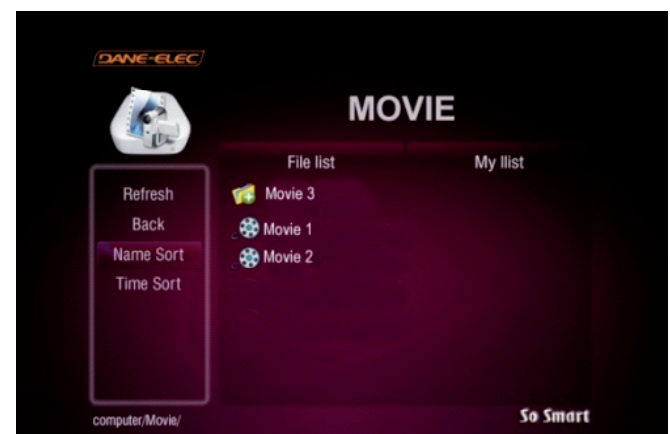 DANE-ELEC
MOVIE
File list
My llist
Refresh
Back
Name Sort
Time Sort
Movie 3
Movie 1
Movie 2
computer/Movie/
So Smart